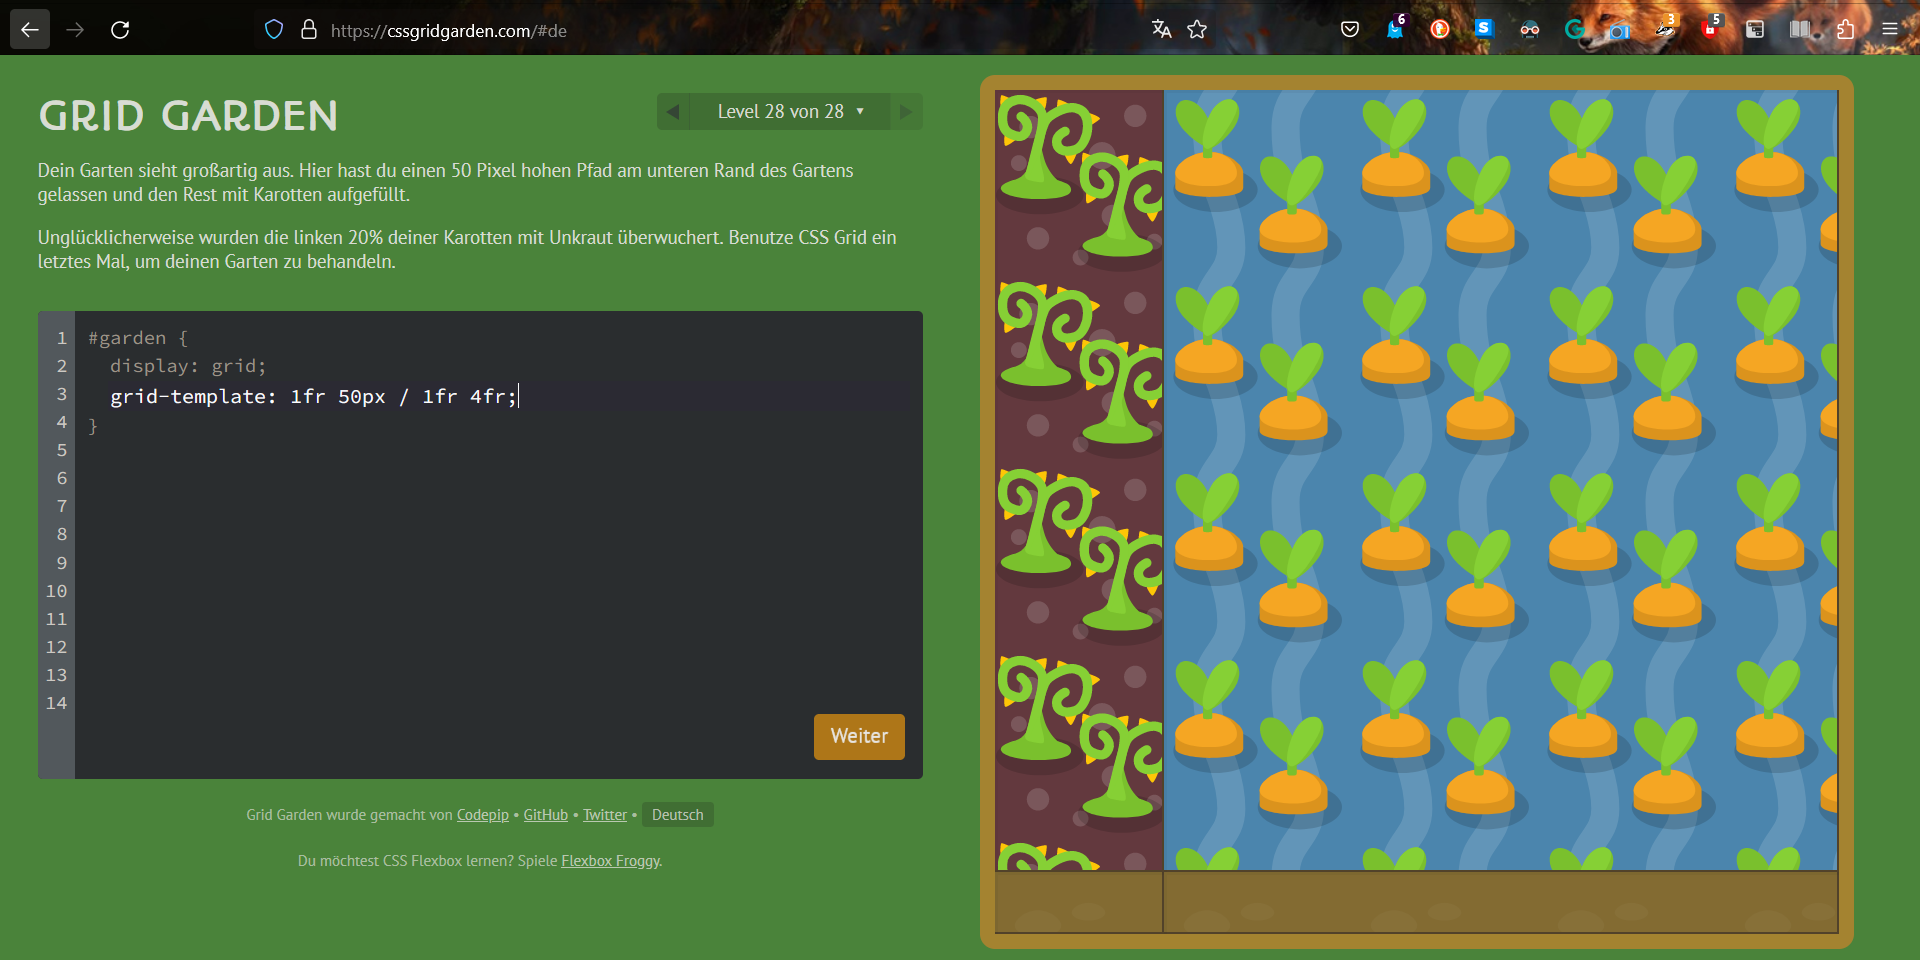 https://cssgridgarden.com/#de
6
3
5
GRID GARDEN
Level 28 von 28
Dein Garten sieht großartig aus. Hier hast du einen 50 Pixel hohen Pfad am unteren Rand des Gartens
gelassen und den Rest mit Karotten aufgefüllt.
Unglücklicherweise wurden die linken 20% deiner Karotten mit Unkraut überwuchert. Benutze CSS Grid ein
letztes Mal, um deinen Garten zu behandeln.
1 #garden {
2 display: grid;
3 grid-template: 1fr 50px / 1fr 4fr;
4 }
5
6
7
8
9
10
11
12
13
14
Weiter
Grid Garden wurde gemacht von Codepip • GitHub • Twitter • Deutsch
Du möchtest CSS Flexbox lernen? Spiele Flexbox Froggy.